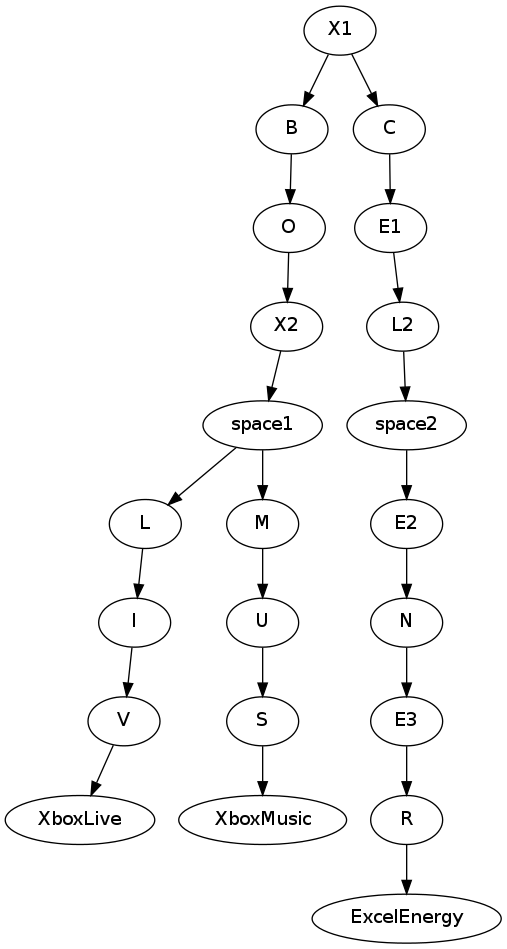 X1
B C
O E1
X2 L2
space1 space2
L M E2
I U N
V S E3
XboxLive XboxMusic R
ExcelEnergy